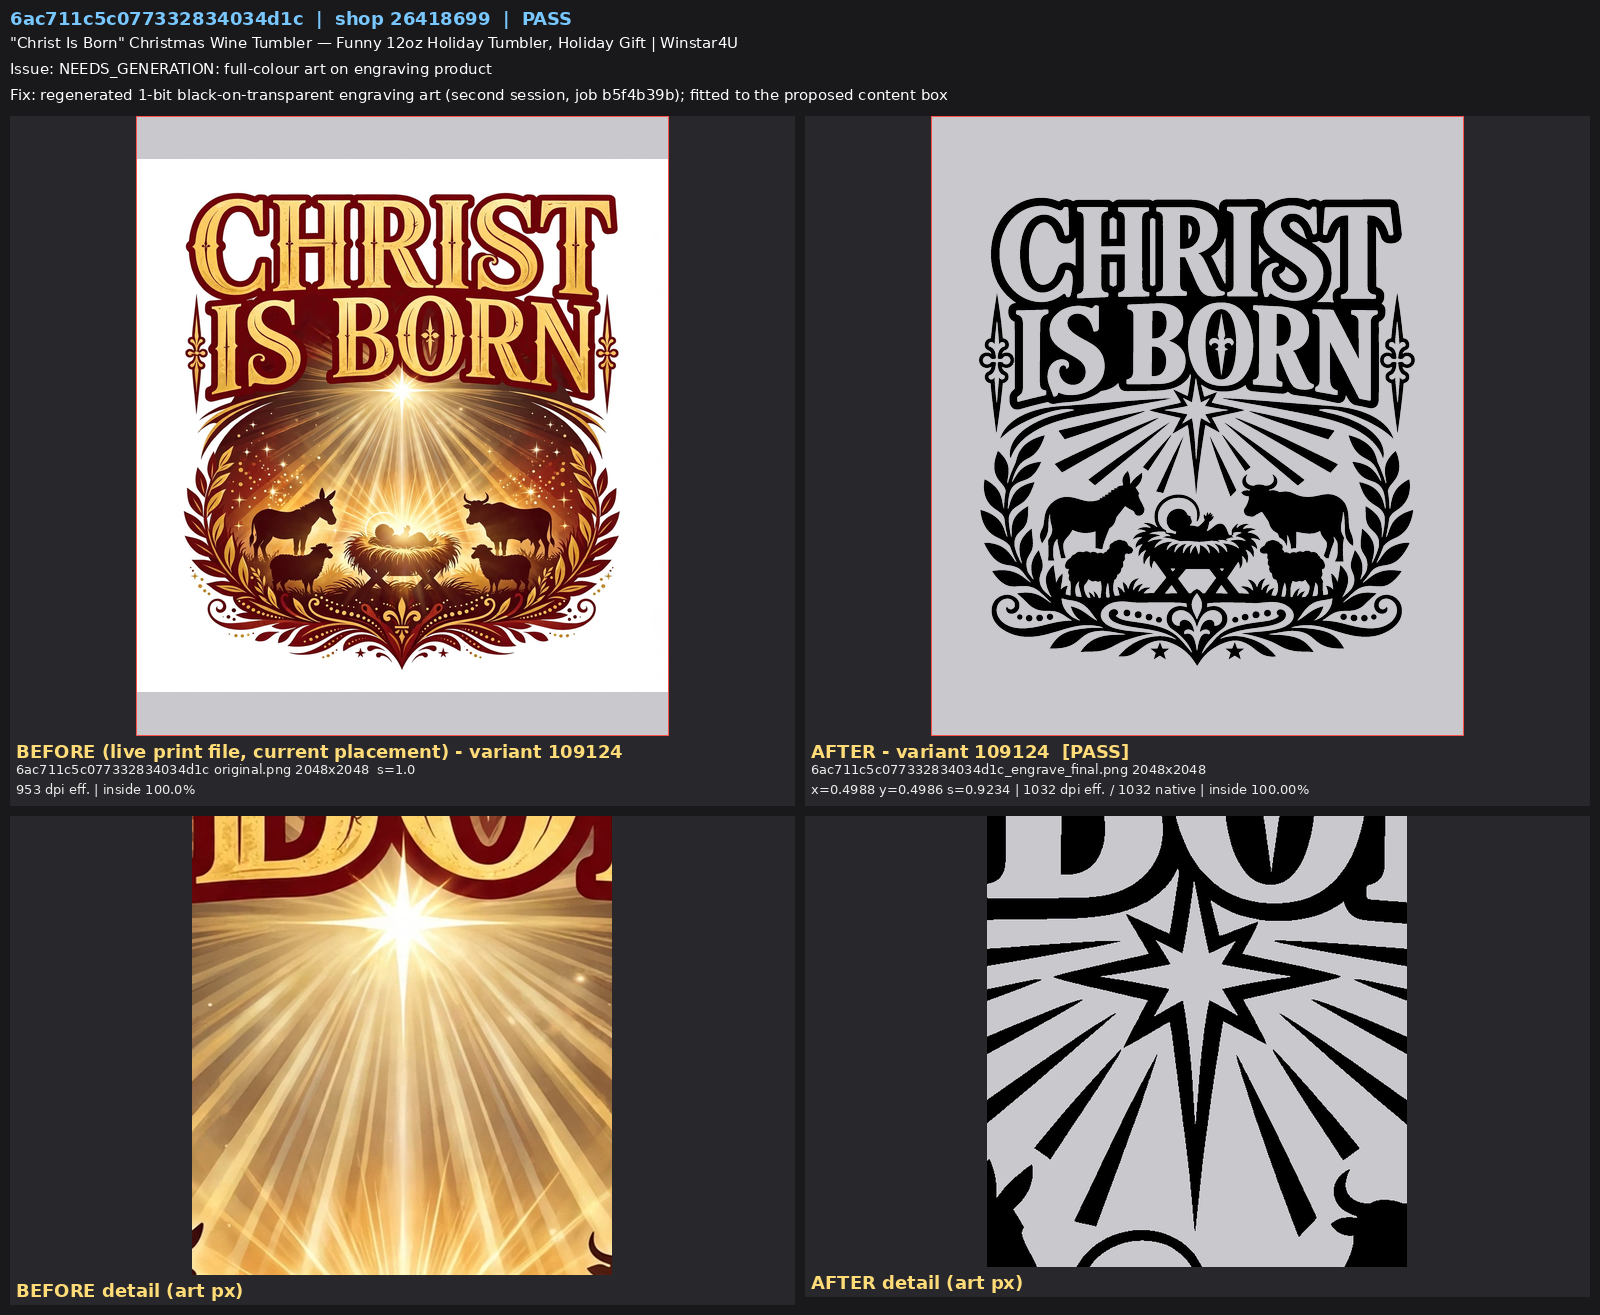 6ac711c5c077332834034d1c | shop 26418699 | PASS
"Christ Is Born" Christmas Wine Tumbler — Funny 12oz Holiday Tumbler, Holiday Gift | Winstar4U
Issue: NEEDS_GENERATION: full-colour art on engraving product
Fix: regenerated 1-bit black-on-transparent engraving art (second session, job b5f4b39b); fitted to the proposed content box
CHRIST
IS BORN
CHRIST
IS BORN
BEFORE (live print file, current placement) - variant 109124
6ac711c5c077332834034d1c original.png 2048x2048 s=1.0
953 dpi eff. | inside 100.0%
AFTER - variant 109124 [PASS]
6ac711c5c077332834034d1c_engrave_final.png 2048x2048
x=0.4988 y=0.4986 s=0.9234 | 1032 dpi eff. / 1032 native | inside 100.00%
BO
BO
BEFORE detail (art px)
AFTER detail (art px)